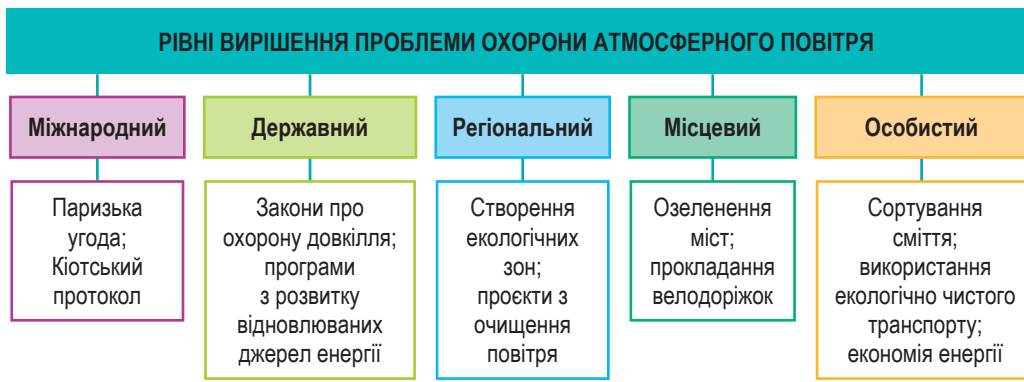 РІВНІ ВИРІШЕННЯ ПРОБЛЕМИ ОХОРОНИ АТМОСФЕРНОГО ПОВІТРЯ
Міжнародний
Паризька
угода;
Кіотський
протокол
Державний
Закони про
охорону довкілля;
програми
з розвитку
відновлюваних
джерел енергії
Регіональний
Створення
екологічних
зон;
проєкти з
очищення
повітря
Місцевий
Озеленення
міст;
прокладання
велодоріжок
Особистий
Сортування
сміття;
використання
екологічно чистого
транспорту;
економія енергії